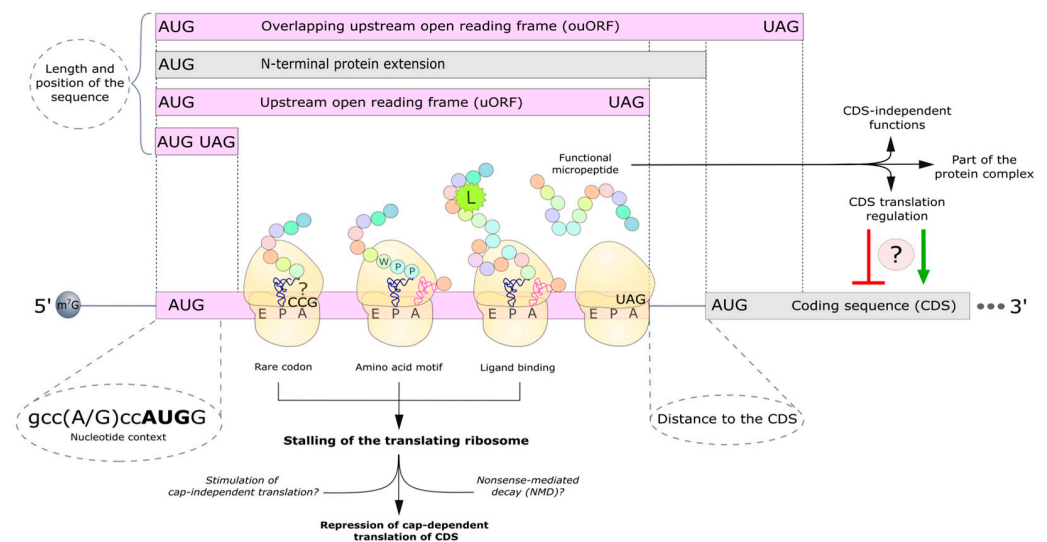 AUG Overlapping upstream open reading frame (ouORF) UAG
Length and
position of the
sequence
AUG N-terminal protein extension
AUG Upstream open reading frame (uORF) UAG
AUG UAG
Functional
micropeptide
CDS-independent
functions
Part of the
protein complex
CDS translation
regulation
?
L
W P P
?
CCG
UAG
5' m⁷G AUG
E P A
E P A
E P A
E P A
AUG Coding sequence (CDS) 3'
Rare codon
Amino acid motif
Ligand binding
gcc(A/G)ccAUGG
Nucleotide context
Distance to the CDS
Stalling of the translating ribosome
Stimulation of
cap-independent translation?
Nonsense-mediated
decay (NMD)?
Repression of cap-dependent
translation of CDS